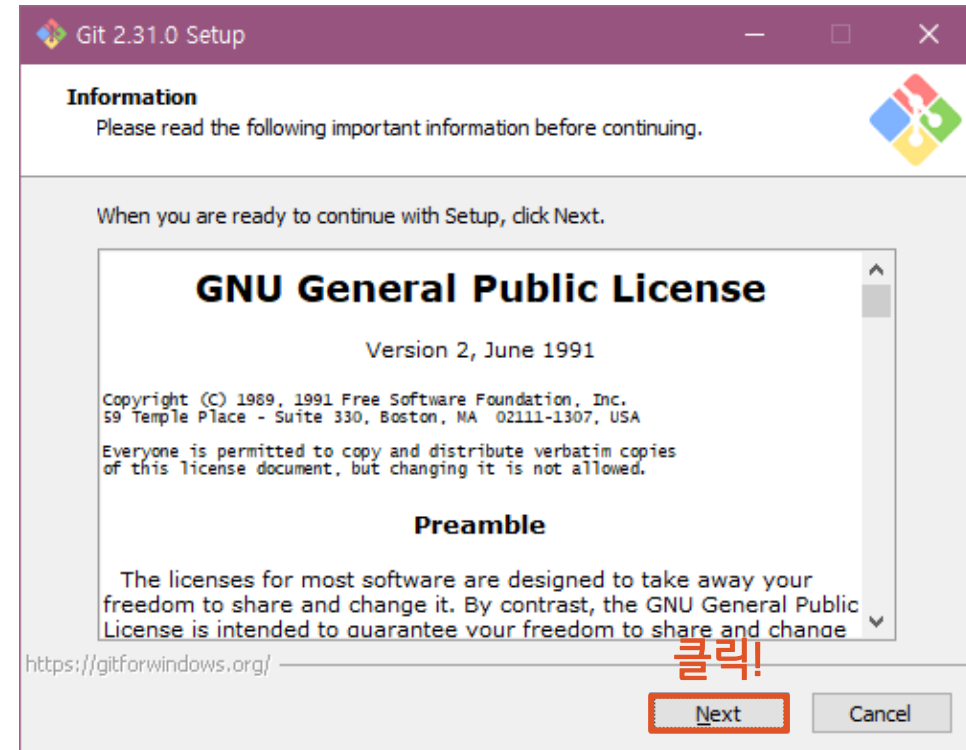 Git 2.31.0 Setup
Information
Please read the following important information before continuing.
When you are ready to continue with Setup, click Next.
GNU General Public License
Version 2, June 1991
Copyright (C) 1989, 1991 Free Software Foundation, Inc.
59 Temple Place - Suite 330, Boston, MA  02111-1307, USA
Everyone is permitted to copy and distribute verbatim copies
of this license document, but changing it is not allowed.
Preamble
The licenses for most software are designed to take away your
freedom to share and change it. By contrast, the GNU General Public
License is intended to guarantee your freedom to share and change
https://gitforwindows.org/
클릭!
Next
Cancel